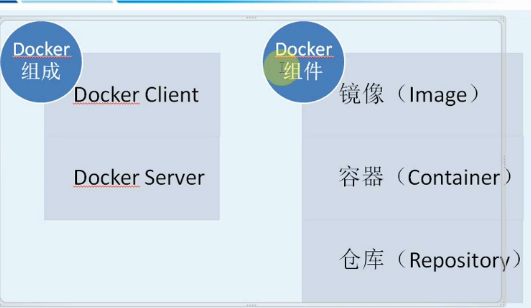 Docker
组成
Docker Client
Docker Server
Docker
组件
镜像（Image）
容器（Container）
仓库（Repository）